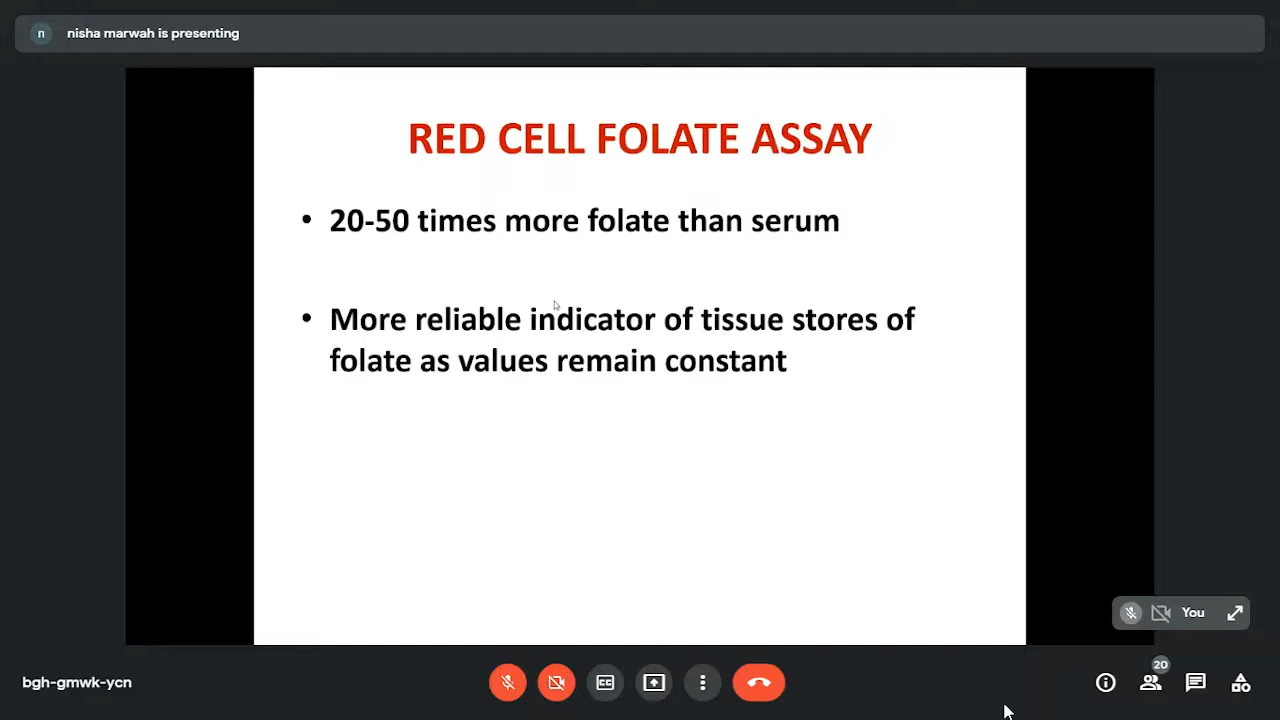 n nisha marwah is presenting
RED CELL FOLATE ASSAY
• 20-50 times more folate than serum
• More reliable indicator of tissue stores of
folate as values remain constant
You
bgh-gmwk-ycn
CC
20